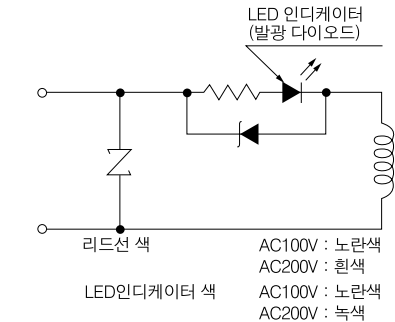 LED 인디케이터
(발광 다이오드)
리드선 색
AC100V : 노란색
AC200V : 흰색
LED인디케이터 색
AC100V : 노란색
AC200V : 녹색